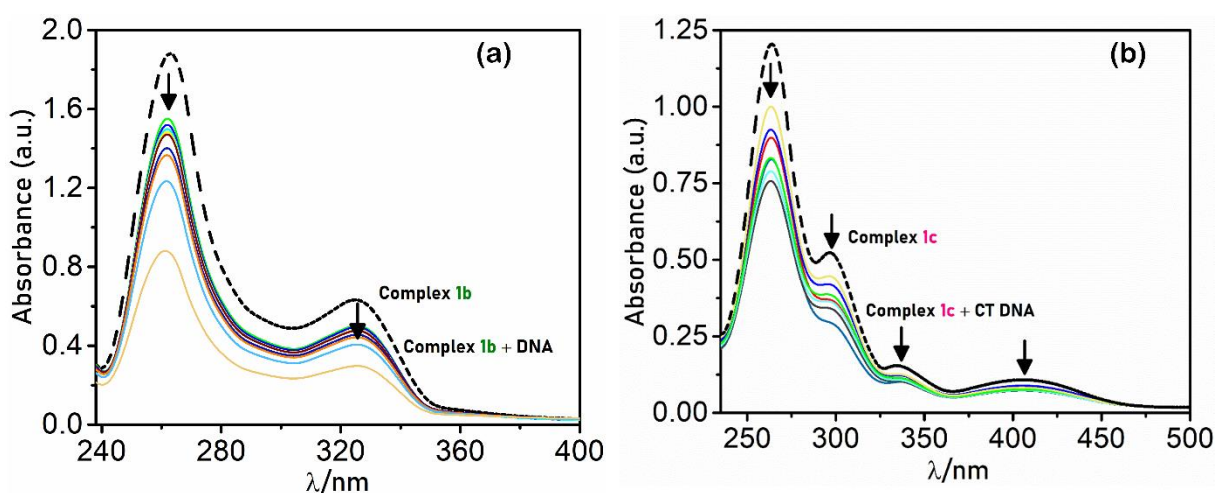 (a)
2.0
1.6
1.2
0.8
0.4
0.0
Absorbance (a.u.)
Complex 1b
Complex 1b + DNA
240 280 320 360 400
λ/nm
(b)
1.25
1.00
0.75
0.50
0.25
0.00
Absorbance (a.u.)
Complex 1c
Complex 1c + CT DNA
250 300 350 400 450 500
λ/nm